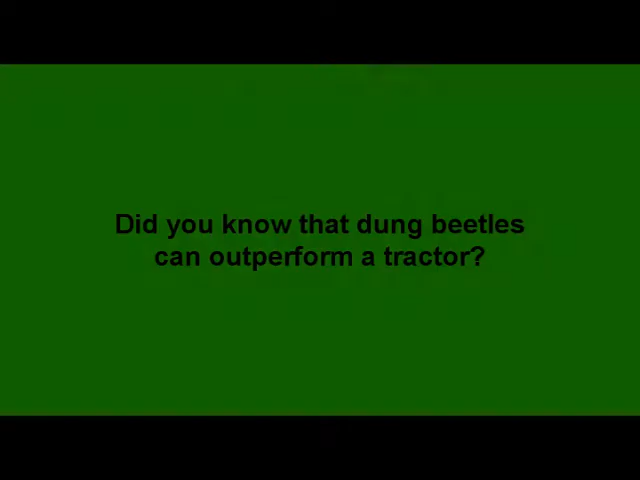 Did you know that dung beetles
can outperform a tractor?